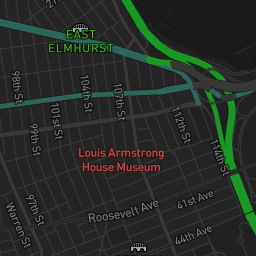 27t
EAST
ELMHURST
98th St
104th St
107th St
101st St
112th St
99th St
114th St
Louis Armstrong
House Museum
97th St
Roosevelt Ave
41st Ave
Warren St
44th Ave